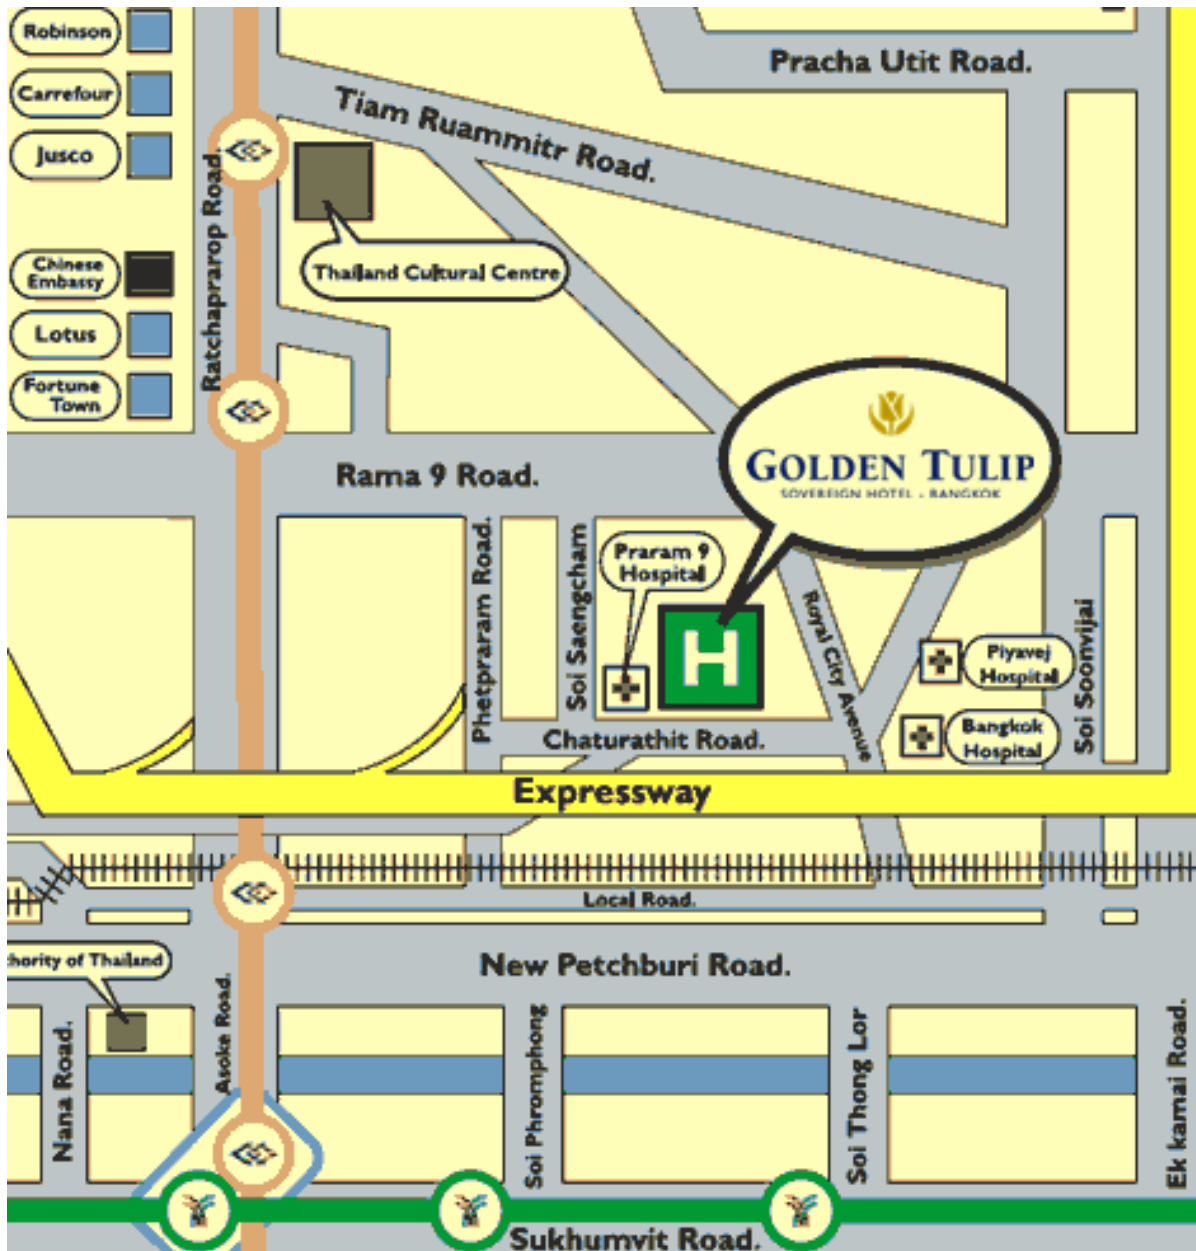 Robinson
Pracha Utit Road.
Carrefour
Tiam Ruammitr Road.
Jusco
Ratchaprarop Road.
Chinese
Embassy
Thailand Cultural Centre
Lotus
Fortune
Town
GOLDEN TULIP
SOVEREIGN HOTEL - BANGKOK
Rama 9 Road.
Phetpraram Road.
Soi Saengcham
Praram 9
Hospital
H
Royal City Avenue
Piyavej
Hospital
Soi Soonvijai
Bangkok
Hospital
Chaturathit Road.
Expressway
Local Road.
New Petchburi Road.
hority of Thailand
Asoke Road.
Nana Road.
Soi Phromphong
Soi Thong Lor
Ek kamai Road.
Sukhumvit Road.